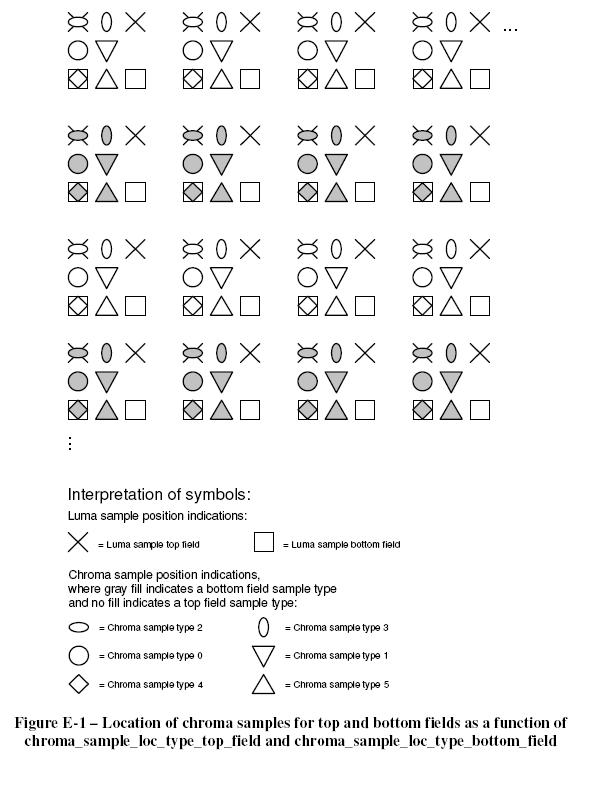 ...
Interpretation of symbols:
Luma sample position indications:
= Luma sample top field
= Luma sample bottom field
Chroma sample position indications,
where gray fill indicates a bottom field sample type
and no fill indicates a top field sample type:
= Chroma sample type 2
= Chroma sample type 3
= Chroma sample type 0
= Chroma sample type 1
= Chroma sample type 4
= Chroma sample type 5
Figure E-1 – Location of chroma samples for top and bottom fields as a function of
chroma_sample_loc_type_top_field and chroma_sample_loc_type_bottom_field